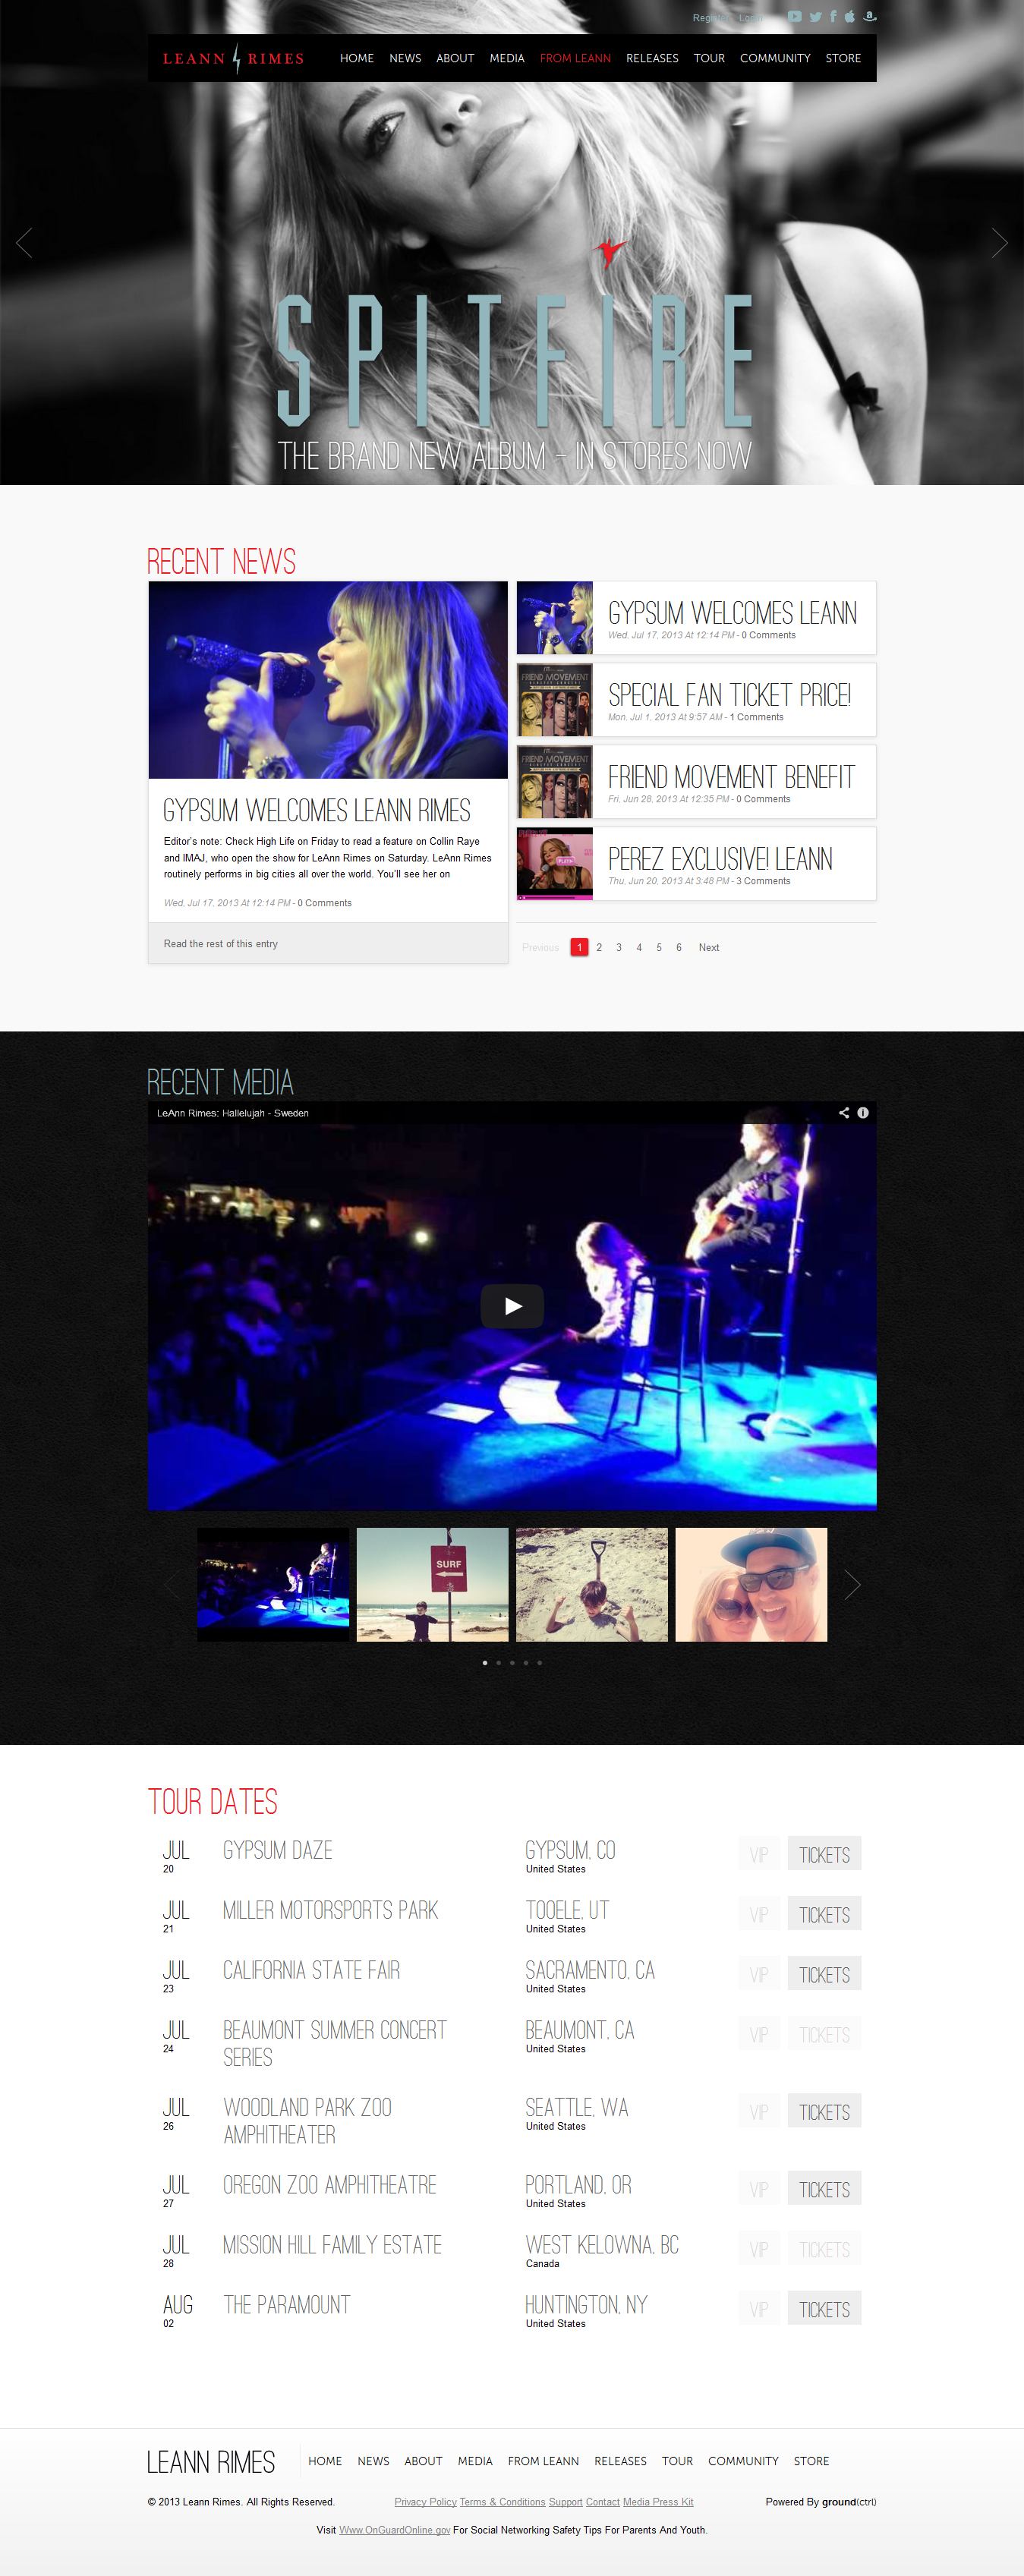 Register Login
LEANN RIMES HOME NEWS ABOUT MEDIA FROM LEANN RELEASES TOUR COMMUNITY STORE
SPITFIRE
THE BRAND NEW ALBUM - IN STORES NOW
RECENT NEWS
GYPSUM WELCOMES LEANN RIMES
Editor's note: Check High Life on Friday to read a feature on Collin Raye
and IMAJ, who open the show for LeAnn Rimes on Saturday. LeAnn Rimes
routinely performs in big cities all over the world. You'll see her on
Wed, Jul 17, 2013 At 12:14 PM - 0 Comments
Read the rest of this entry
GYPSUM WELCOMES LEANN
Wed, Jul 17, 2013 At 12:14 PM - 0 Comments
FRIEND MOVEMENT
SPECIAL FAN TICKET PRICE!
Mon, Jul 1, 2013 At 9:57 AM - 1 Comments
FRIEND MOVEMENT
FRIEND MOVEMENT BENEFIT
Fri, Jun 28, 2013 At 12:35 PM - 0 Comments
PEREZ EXCLUSIVE! LEANN
Thu, Jun 20, 2013 At 3:48 PM - 3 Comments
Previous 1 2 3 4 5 6 Next
RECENT MEDIA
LeAnn Rimes: Hallelujah - Sweden
SURF
TOUR DATES
JUL GYPSUM DAZE GYPSUM, CO VIP TICKETS
20 United States
JUL MILLER MOTORSPORTS PARK TOOELE, UT VIP TICKETS
21 United States
JUL CALIFORNIA STATE FAIR SACRAMENTO, CA VIP TICKETS
23 United States
JUL BEAUMONT SUMMER CONCERT BEAUMONT, CA VIP TICKETS
24 SERIES United States
JUL WOODLAND PARK ZOO SEATTLE, WA VIP TICKETS
26 AMPHITHEATER United States
JUL OREGON ZOO AMPHITHEATRE PORTLAND, OR VIP TICKETS
27 United States
JUL MISSION HILL FAMILY ESTATE WEST KELOWNA, BC VIP TICKETS
28 Canada
AUG THE PARAMOUNT HUNTINGTON, NY VIP TICKETS
02 United States
LEANN RIMES HOME NEWS ABOUT MEDIA FROM LEANN RELEASES TOUR COMMUNITY STORE
© 2013 Leann Rimes. All Rights Reserved. Privacy Policy Terms & Conditions Support Contact Media Press Kit Powered By ground(ctrl)
Visit Www.OnGuardOnline.gov For Social Networking Safety Tips For Parents And Youth.